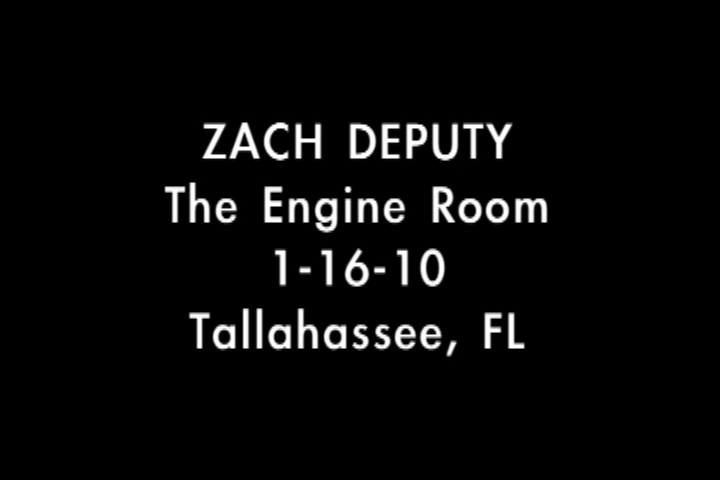 ZACH DEPUTY
The Engine Room
1-16-10
Tallahassee, FL